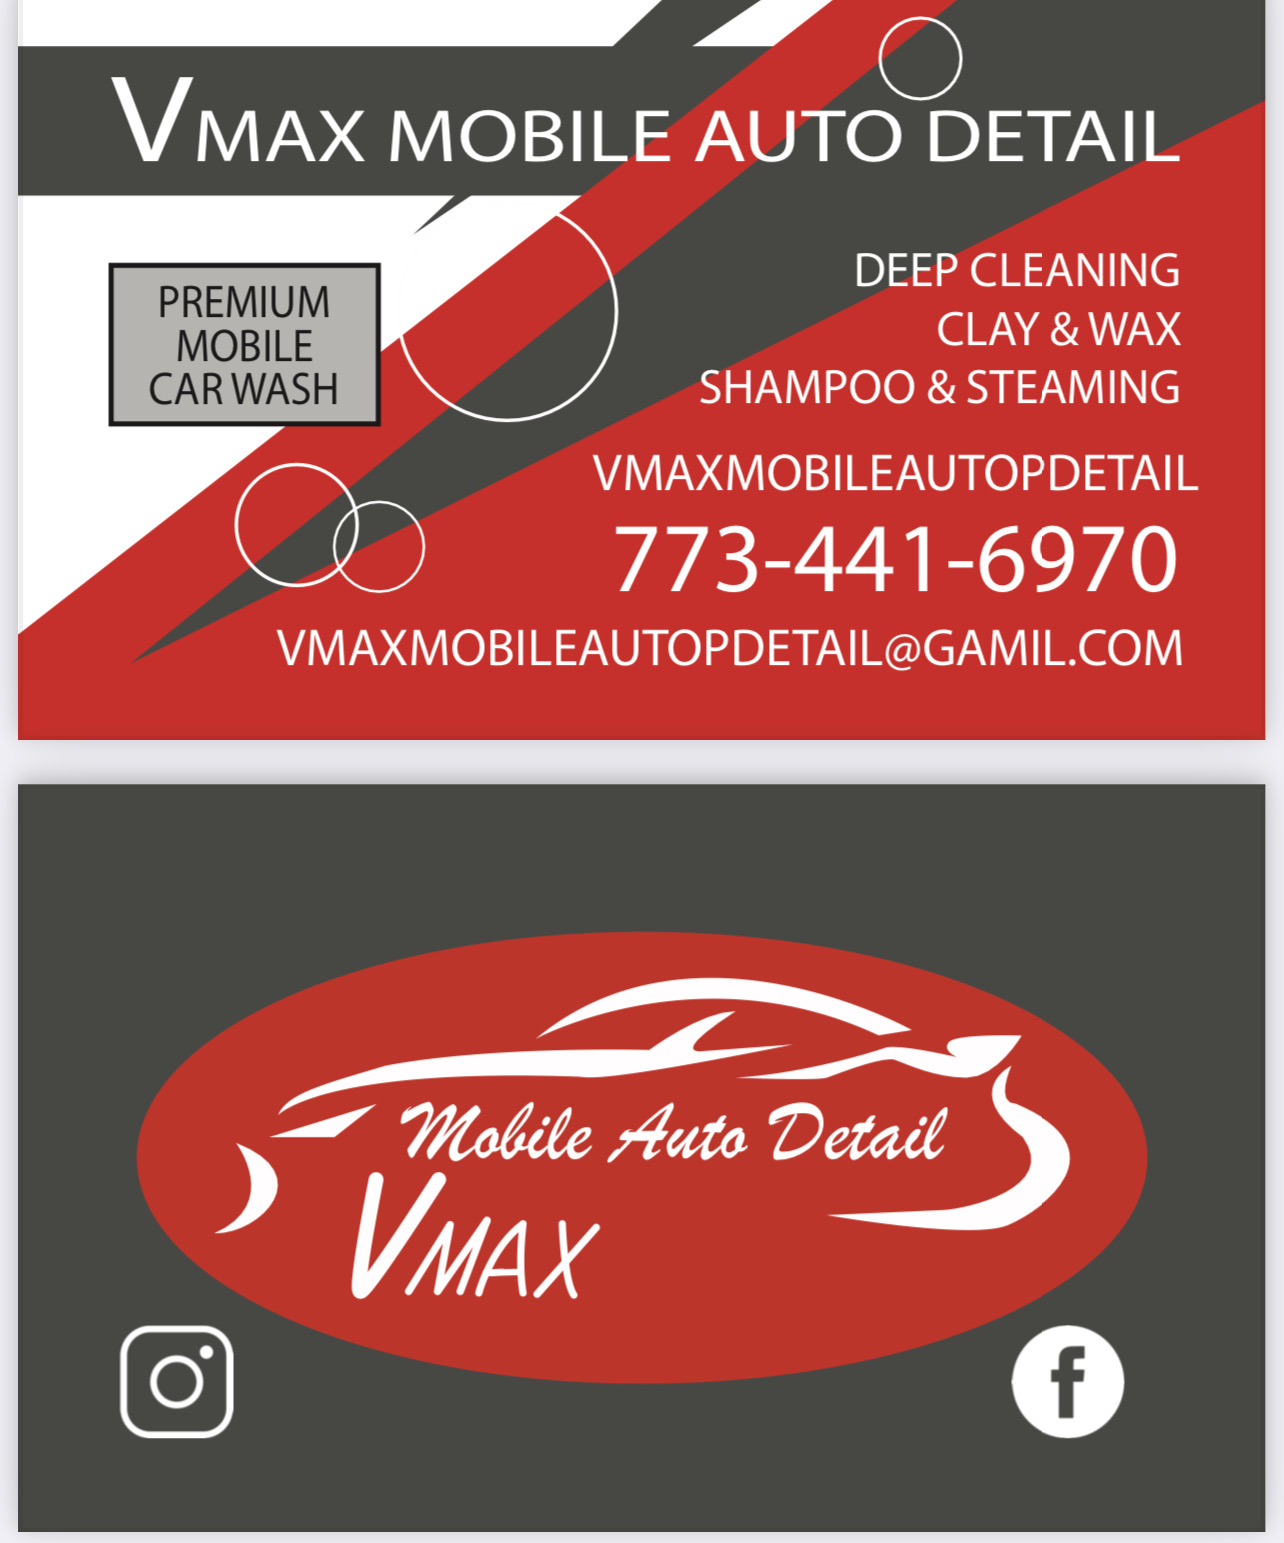 VMAX MOBILE AUTO DETAIL
PREMIUM
MOBILE
CAR WASH
DEEP CLEANING
CLAY & WAX
SHAMPOO & STEAMING
VMAXMOBILEAUTOPDETAIL
773-441-6970
VMAXMOBILEAUTOPDETAIL@GAMIL.COM
Mobile Auto Detail
VMAX